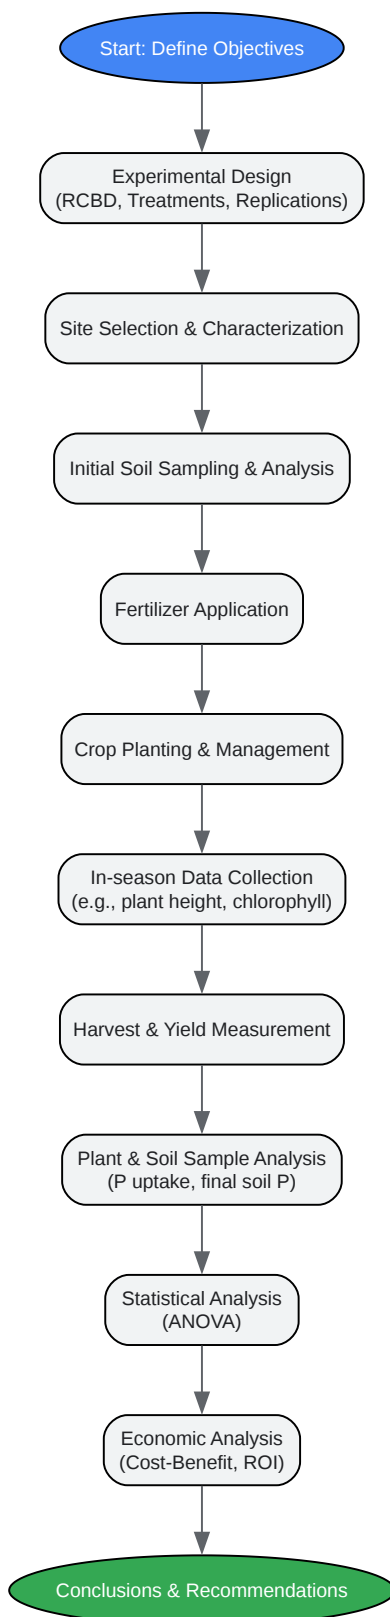 Start: Define Objectives
Experimental Design
(RCBD, Treatments, Replications)
Site Selection & Characterization
Initial Soil Sampling & Analysis
Fertilizer Application
Crop Planting & Management
In-season Data Collection
(e.g., plant height, chlorophyll)
Harvest & Yield Measurement
Plant & Soil Sample Analysis
(P uptake, final soil P)
Statistical Analysis
(ANOVA)
Economic Analysis
(Cost-Benefit, ROI)
Conclusions & Recommendations